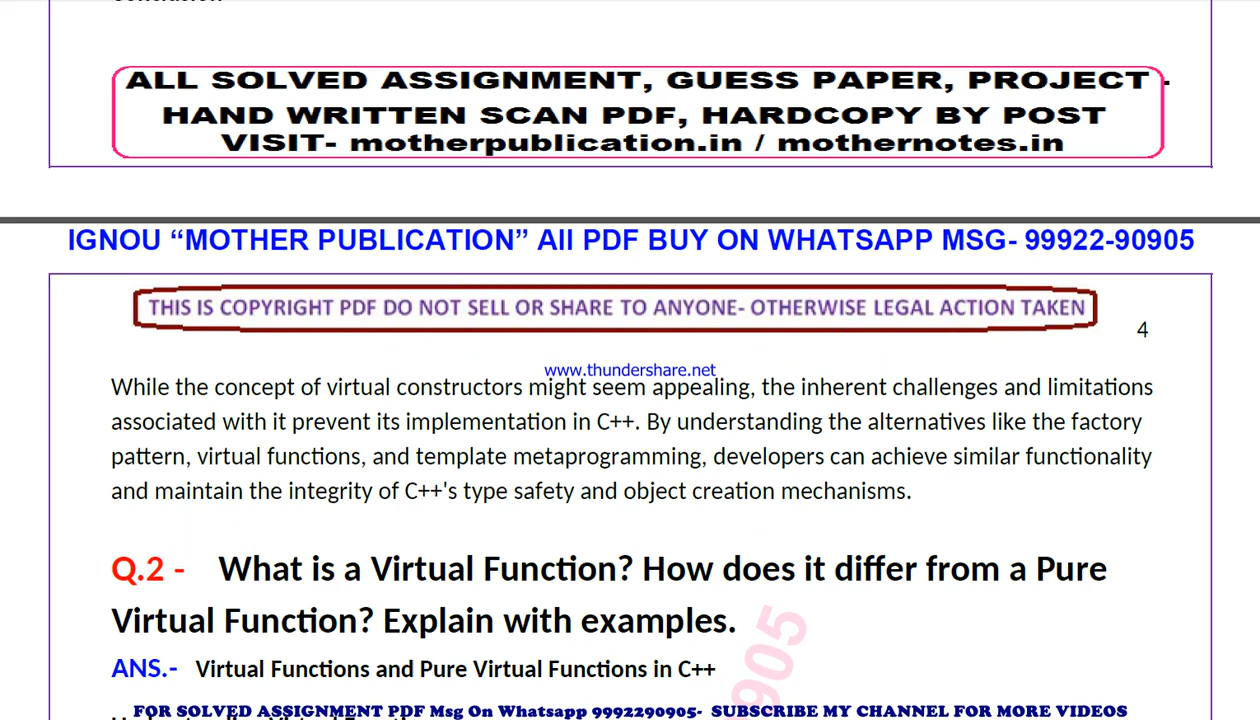 ALL SOLVED ASSIGNMENT, GUESS PAPER, PROJECT -
HAND WRITTEN SCAN PDF, HARDCOPY BY POST
VISIT- motherpublication.in / mothernotes.in
IGNOU “MOTHER PUBLICATION” All PDF BUY ON WHATSAPP MSG- 99922-90905
THIS IS COPYRIGHT PDF DO NOT SELL OR SHARE TO ANYONE- OTHERWISE LEGAL ACTION TAKEN
4
www.thundershare.net
While the concept of virtual constructors might seem appealing, the inherent challenges and limitations
associated with it prevent its implementation in C++. By understanding the alternatives like the factory
pattern, virtual functions, and template metaprogramming, developers can achieve similar functionality
and maintain the integrity of C++'s type safety and object creation mechanisms.
Q.2 - What is a Virtual Function? How does it differ from a Pure
Virtual Function? Explain with examples.
ANS.- Virtual Functions and Pure Virtual Functions in C++
905
FOR SOLVED ASSIGNMENT PDF Msg On Whatsapp 9992290905- SUBSCRIBE MY CHANNEL FOR MORE VIDEOS